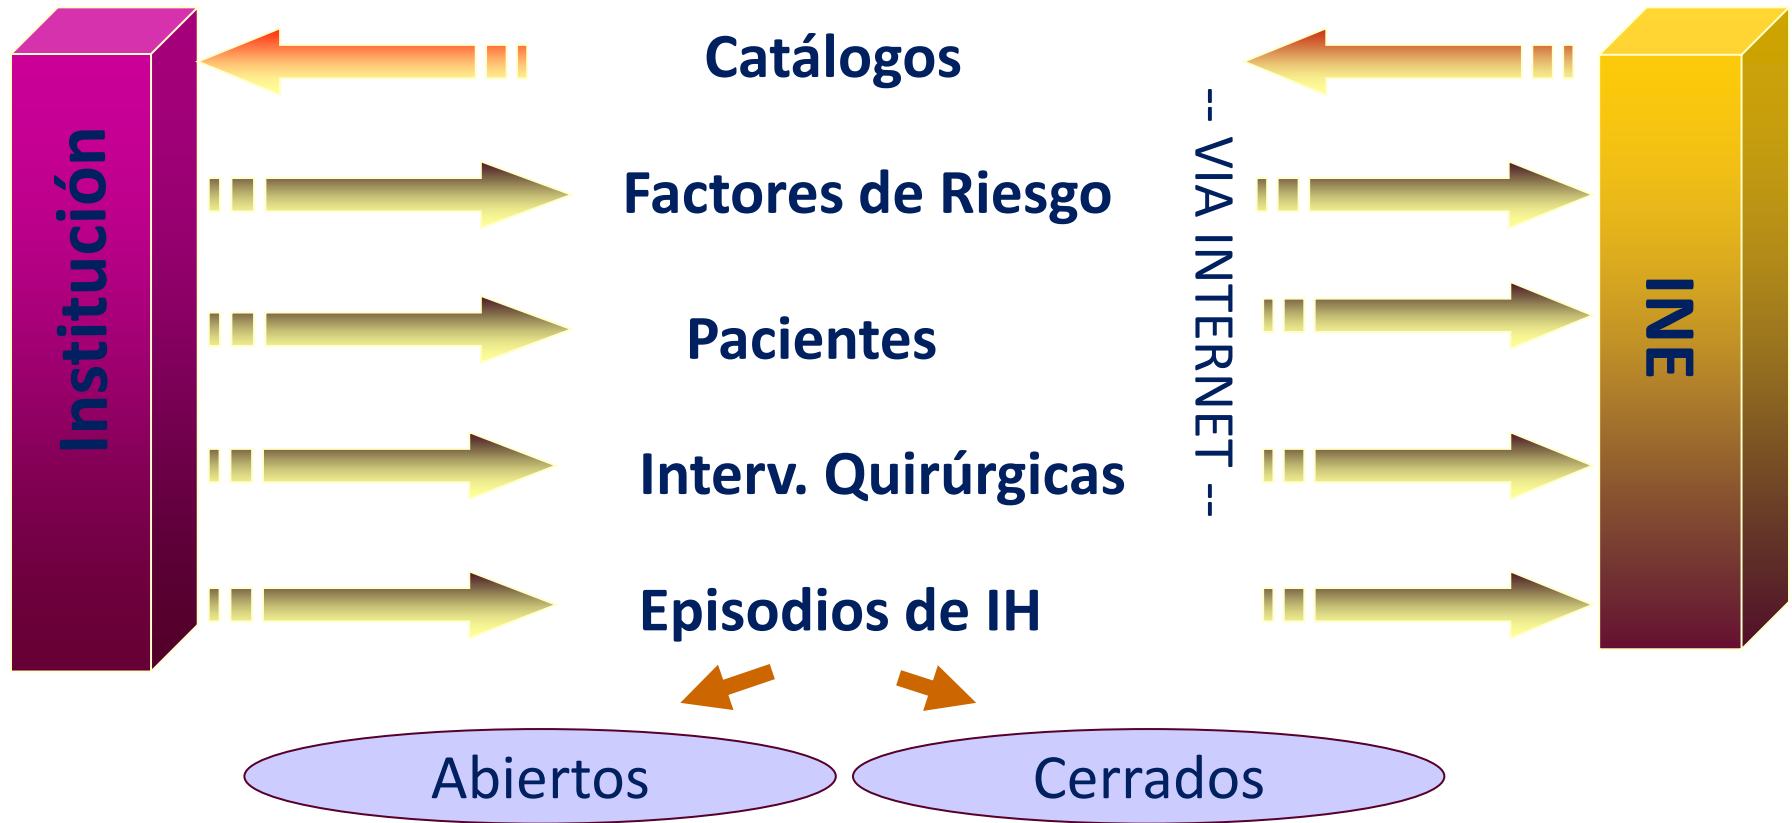 Institución
Catálogos
Factores de Riesgo
Pacientes
Interv. Quirúrgicas
Episodios de IH
-- VIA INTERNET --
INE
Abiertos
Cerrados